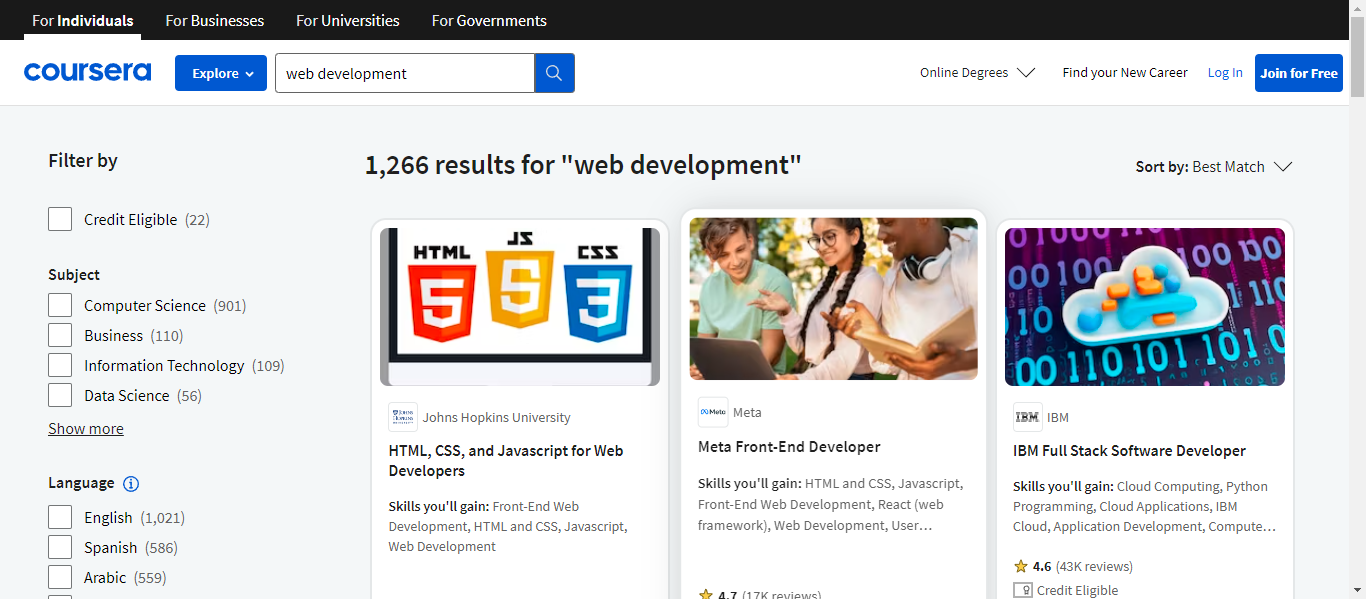 For Individuals
For Businesses
For Universities
For Governments
coursera
Explore
web development
Online Degrees
Find your New Career
Log In
Join for Free
Filter by
Credit Eligible (22)
Subject
Computer Science (901)
Business (110)
Information Technology (109)
Data Science (56)
Show more
Language
English (1,021)
Spanish (586)
Arabic (559)
1,266 results for "web development"
Sort by: Best Match
HTML
JS
CSS
5
5
3
JOHNS HOPKINS
Johns Hopkins University
HTML, CSS, and Javascript for Web
Developers
Skills you'll gain: Front-End Web
Development, HTML and CSS, Javascript,
Web Development
Meta
Meta
Meta Front-End Developer
Skills you'll gain: HTML and CSS, Javascript,
Front-End Web Development, React (web
framework), Web Development, User…
4.7 (17K reviews)
IBM
IBM
IBM Full Stack Software Developer
Skills you'll gain: Cloud Computing, Python
Programming, Cloud Applications, IBM
Cloud, Application Development, Compute…
4.6 (43K reviews)
Credit Eligible